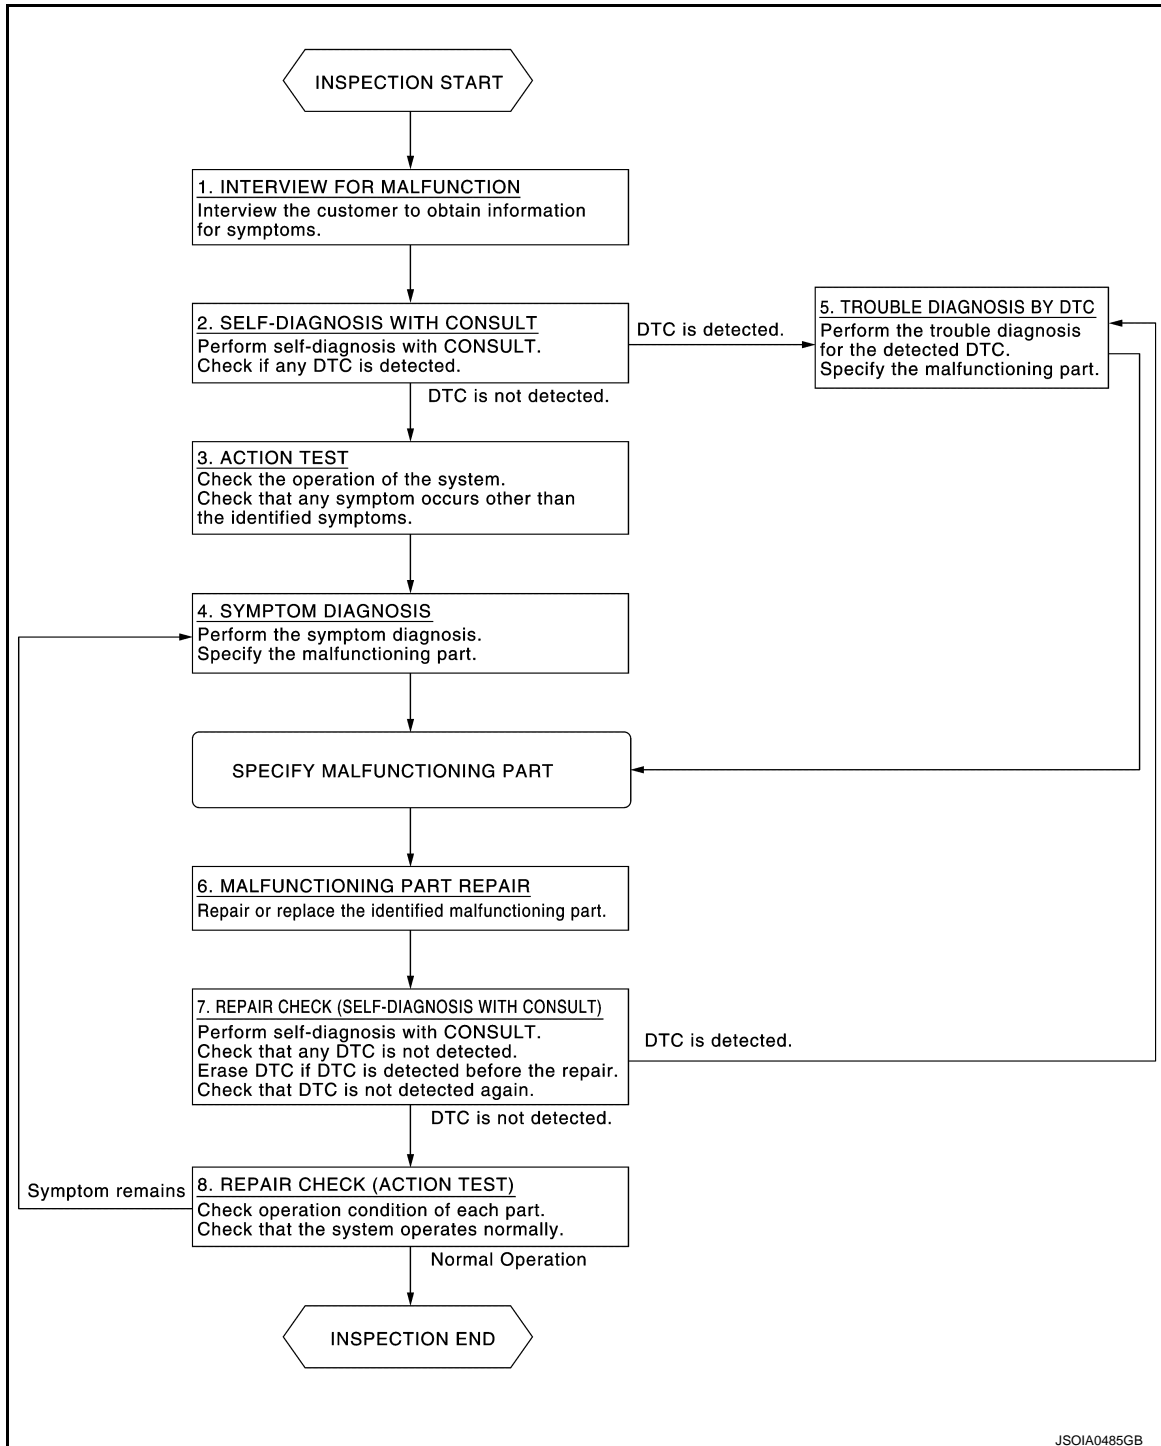 INSPECTION START
1. INTERVIEW FOR MALFUNCTION
Interview the customer to obtain information
for symptoms.
2. SELF-DIAGNOSIS WITH CONSULT
Perform self-diagnosis with CONSULT.
Check if any DTC is detected.
DTC is detected.
5. TROUBLE DIAGNOSIS BY DTC
Perform the trouble diagnosis
for the detected DTC.
Specify the malfunctioning part.
DTC is not detected.
3. ACTION TEST
Check the operation of the system.
Check that any symptom occurs other than
the identified symptoms.
4. SYMPTOM DIAGNOSIS
Perform the symptom diagnosis.
Specify the malfunctioning part.
SPECIFY MALFUNCTIONING PART
6. MALFUNCTIONING PART REPAIR
Repair or replace the identified malfunctioning part.
7. REPAIR CHECK (SELF-DIAGNOSIS WITH CONSULT)
Perform self-diagnosis with CONSULT.
Check that any DTC is not detected.
Erase DTC if DTC is detected before the repair.
Check that DTC is not detected again.
DTC is detected.
DTC is not detected.
Symptom remains
8. REPAIR CHECK (ACTION TEST)
Check operation condition of each part.
Check that the system operates normally.
Normal Operation
INSPECTION END
JSOIA0485GB